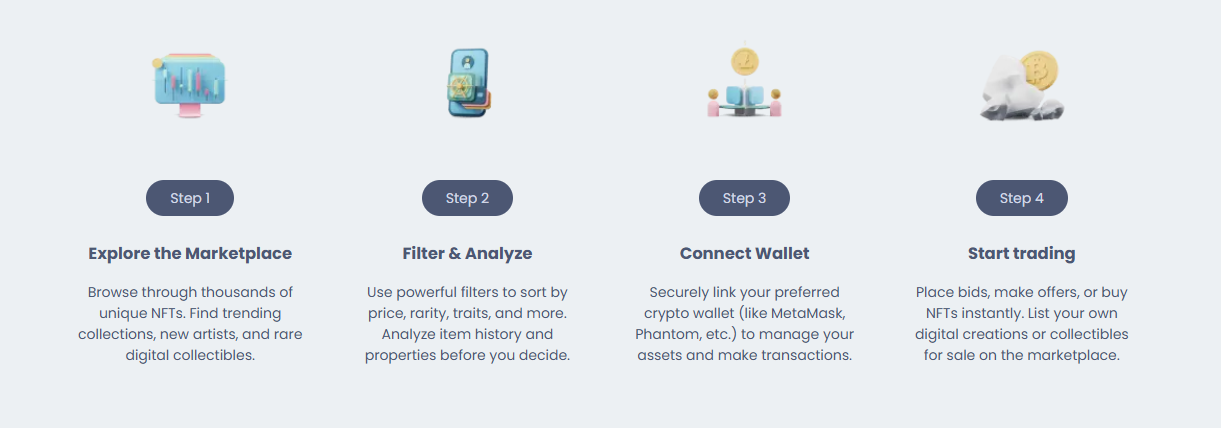 Step 1
Explore the Marketplace
Browse through thousands of
unique NFTs. Find trending
collections, new artists, and rare
digital collectibles.
Step 2
Filter & Analyze
Use powerful filters to sort by
price, rarity, traits, and more.
Analyze item history and
properties before you decide.
Step 3
Connect Wallet
Securely link your preferred
crypto wallet (like MetaMask,
Phantom, etc.) to manage your
assets and make transactions.
Step 4
Start trading
Place bids, make offers, or buy
NFTs instantly. List your own
digital creations or collectibles
for sale on the marketplace.